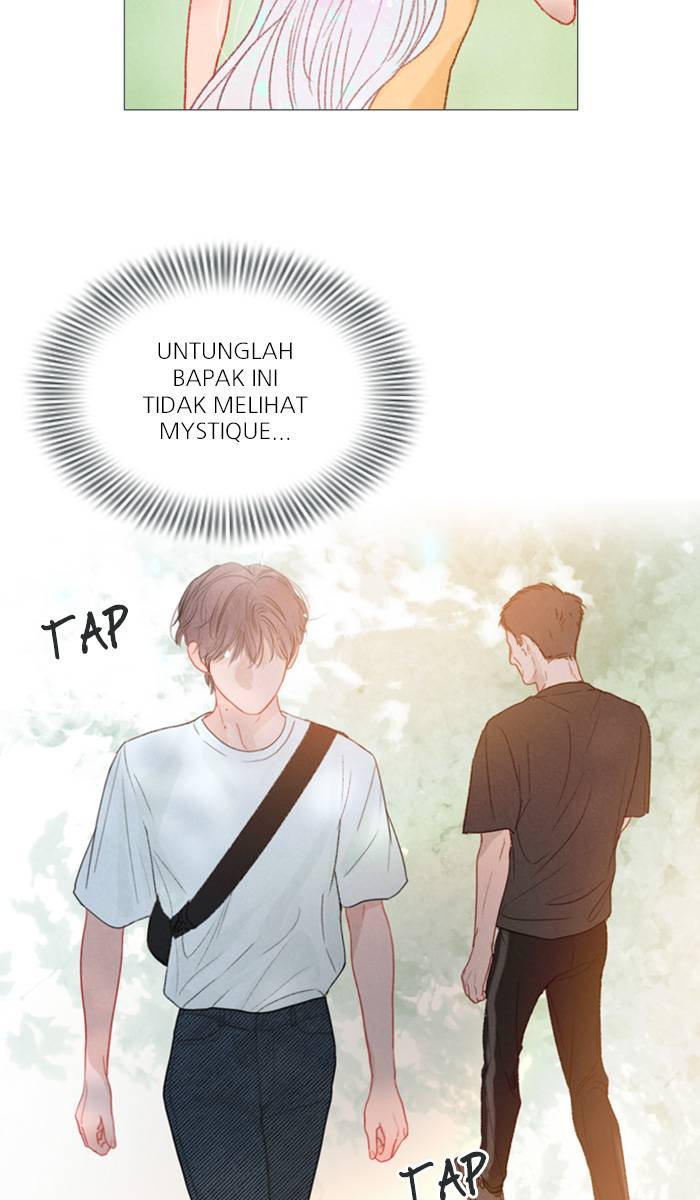 UNTUNGLAH
BAPAK INI
TIDAK MELIHAT
MYSTIQUE...
TAP
TAP